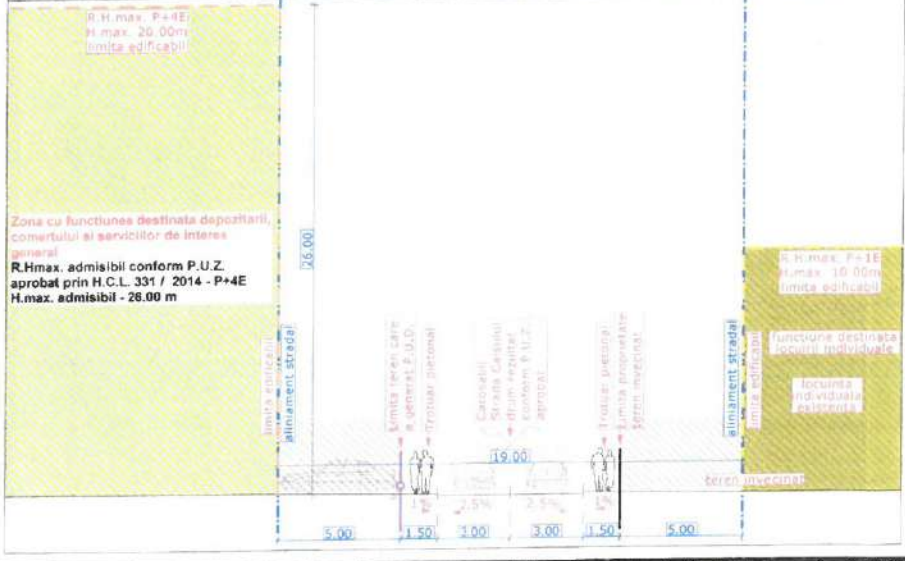 R.H.max. P+4E
H.max. 26.00m
limita edificabil
Zona cu functiunea destinata depozitarii,
comertului si serviciilor de interes
general
R.Hmax. admisibil conform P.U.Z.
aprobat prin H.C.L. 331 / 2014 - P+4E
H.max. admisibil - 26.00 m
26.00
limita edificabil
aliniament stradal
Limita teren care
a generat P.U.D.
Trotuar pietonal
Carosabil
Strada
drum rezultat
conform P.U.Z.
aprobat
Trotuar pietonal
Limita proprietate
teren invecinat
aliniament stradal
limita edificabil
R.H.max. P+1E
H.max. 10.00m
limita edificabil
functiune destinata
locuirii individuale
locuinta
individuala
existenta
teren invecinat
19.00
1%
2.5%
2.5%
1%
5.00
1.50
3.00
3.00
1.50
5.00